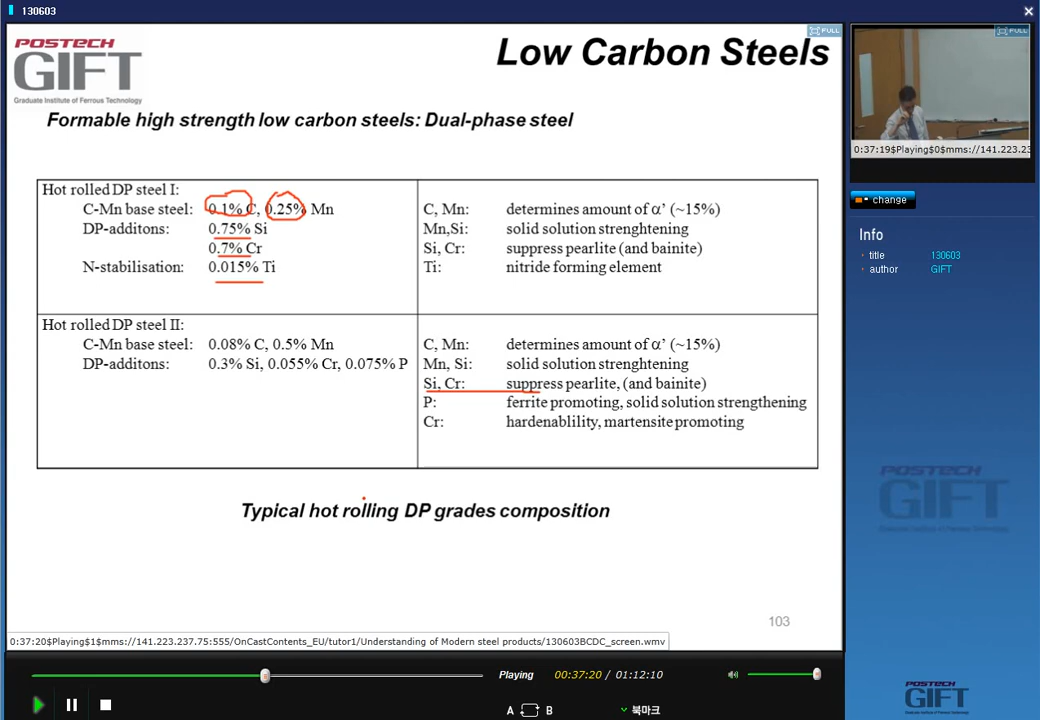 130603
POSTECH
GIFT
Graduate Institute of Ferrous Technology
Low Carbon Steels
FULL
FULL
Formable high strength low carbon steels: Dual-phase steel
Hot rolled DP steel I:
C-Mn base steel: 0.1% C, 0.25% Mn
DP-additons: 0.75% Si
0.7% Cr
N-stabilisation: 0.015% Ti
C, Mn: determines amount of α’ (~15%)
Mn,Si: solid solution strenghtening
Si, Cr: suppress pearlite (and bainite)
Ti: nitride forming element
Hot rolled DP steel II:
C-Mn base steel: 0.08% C, 0.5% Mn
DP-additons: 0.3% Si, 0.055% Cr, 0.075% P
C, Mn: determines amount of α’ (~15%)
Mn, Si: solid solution strenghtening
Si, Cr: suppress pearlite, (and bainite)
P: ferrite promoting, solid solution strengthening
Cr: hardenablility, martensite promoting
Typical hot rolling DP grades composition
103
0:37:20$Playing$1$mms://141.223.237.75:555/OnCastContents_EU/tutor1/Understanding of Modern steel products/130603BCDC_screen.wmv
0:37:19$Playing$0$mms://141.223.23
change
Info
title 130603
author GIFT
POSTECH
GIFT
Playing 00:37:20 / 01:12:10
A B 북마크
POSTECH
GIFT